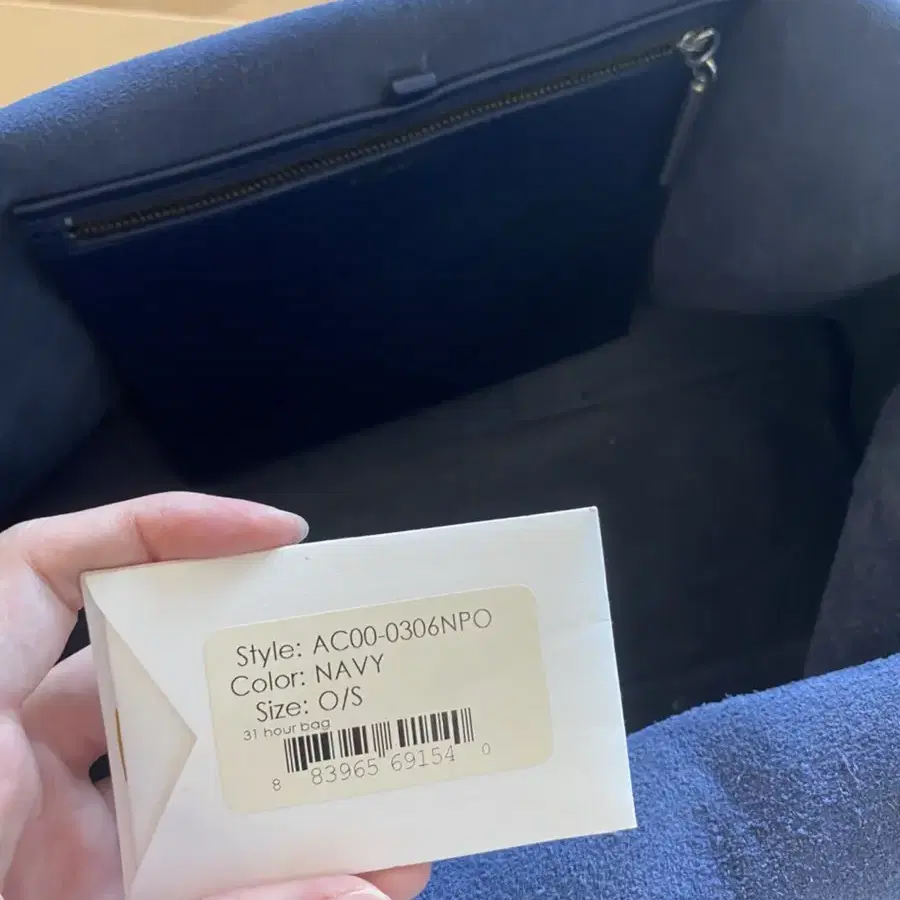 Style: AC00-0306NPO
Color: NAVY
Size: O/S
31 hour bag
8 83965 69154 0